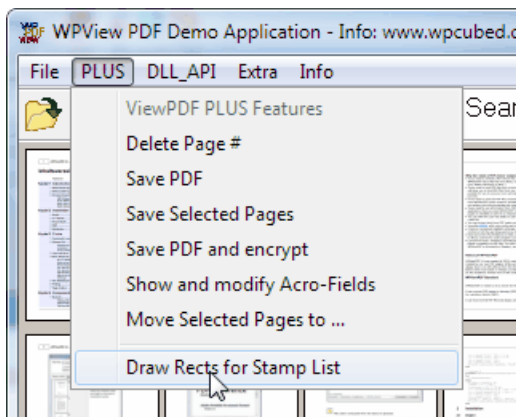 WPView PDF Demo Application - Info: www.wpcubed.c
File PLUS DLL_API Extra Info
Sear
ViewPDF PLUS Features
Delete Page #
Save PDF
Save Selected Pages
Save PDF and encrypt
Show and modify Acro-Fields
Move Selected Pages to ...
Draw Rects for Stamp List